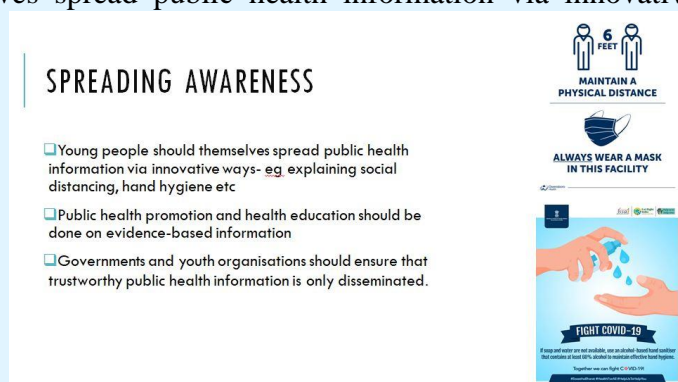 spread public health information via innovative
SPREADING AWARENESS
❑Young people should themselves spread public health
information via innovative ways- eg explaining social
distancing, hand hygiene etc
❑Public health promotion and health education should be
done on evidence-based information
❑Governments and youth organisations should ensure that
trustworthy public health information is only disseminated.
6
FEET
MAINTAIN A
PHYSICAL DISTANCE
ALWAYS WEAR A MASK
IN THIS FACILITY
FIGHT COVID-19
If soap and water are not available, use an alcohol-based hand sanitiser
that contains at least 60% alcohol to maintain effective hand hygiene.
Together we can fight COVID-19!